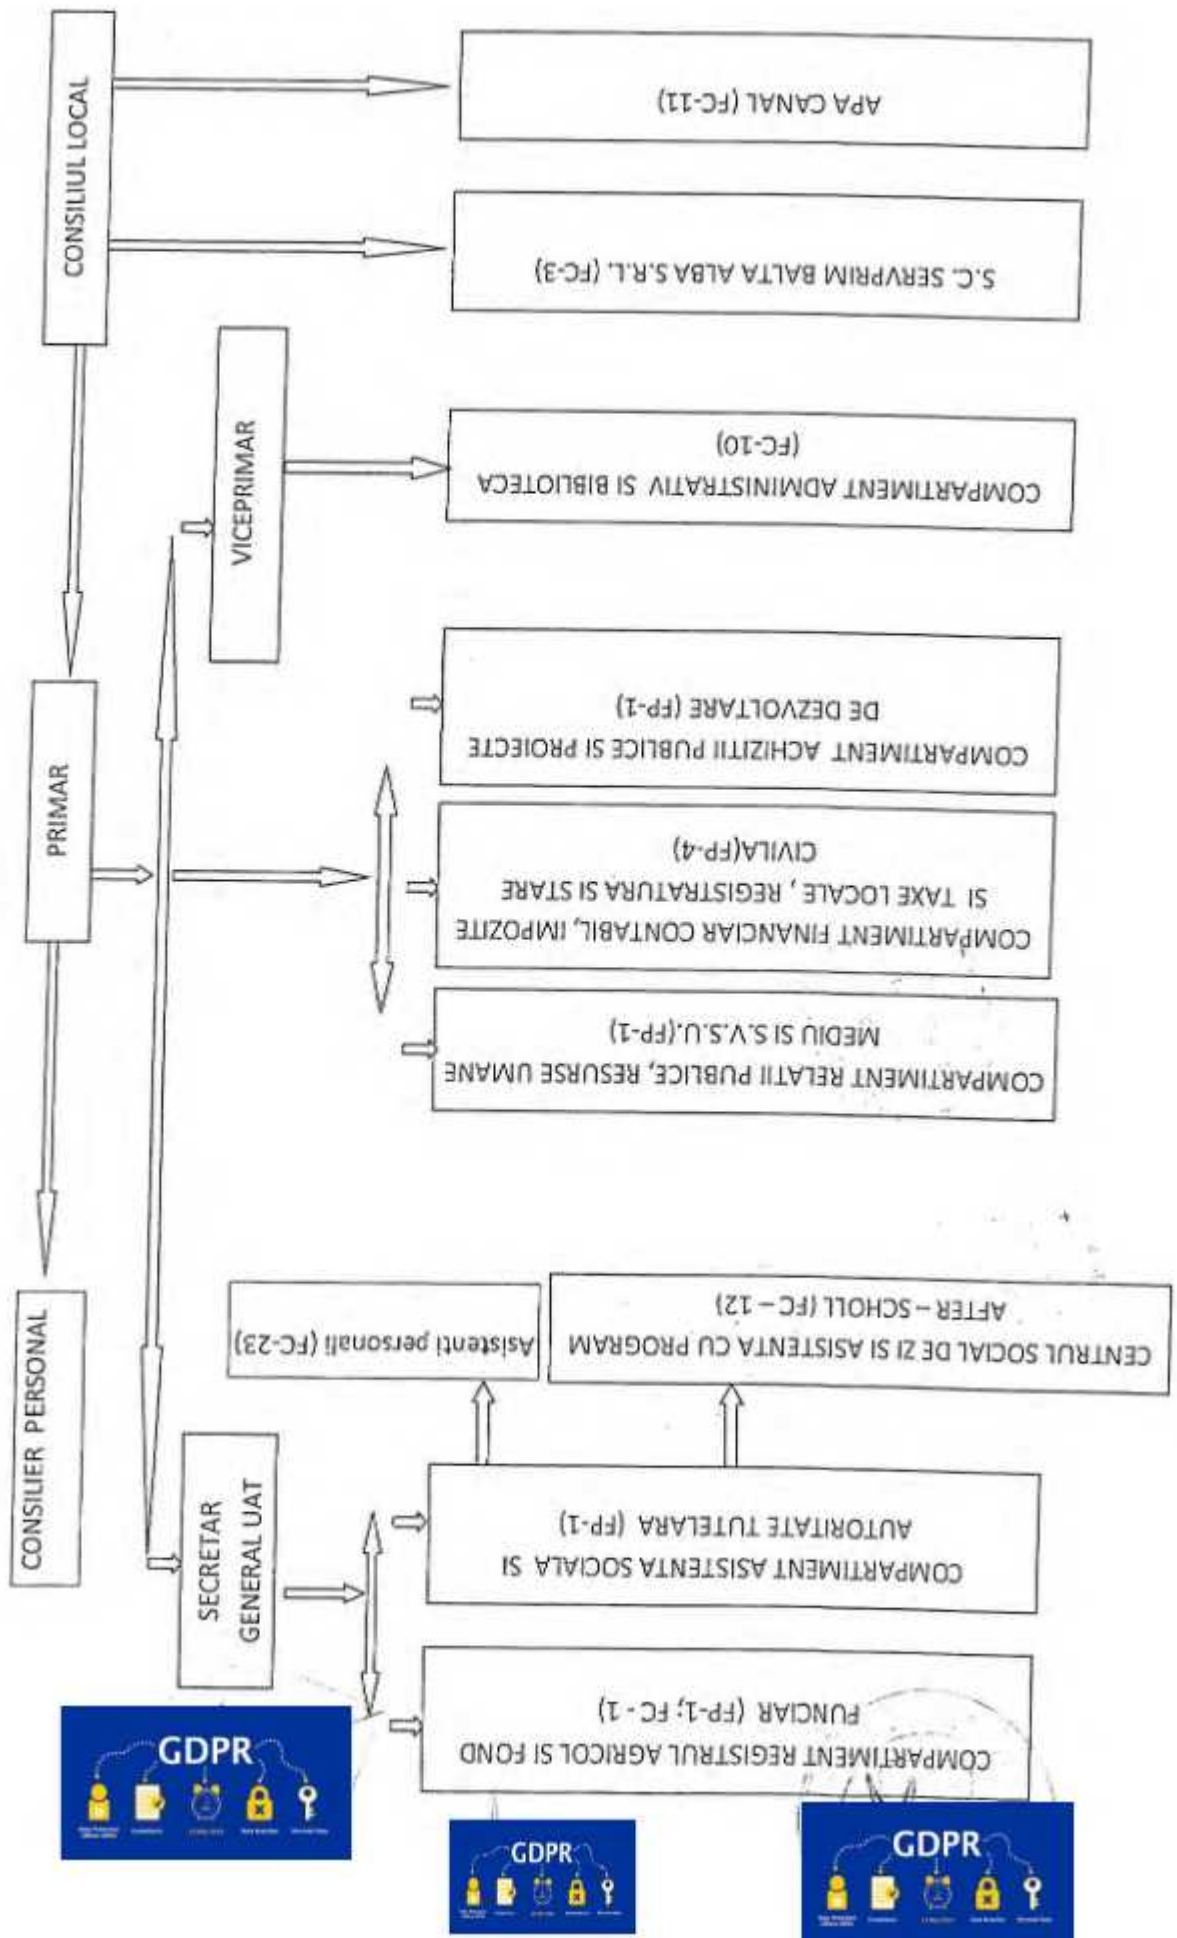 CONSILIUL LOCAL
APA CANAL (FC-11)
S.C. SERVPRIM BALTA ALBA S.R.L. (FC-3)
VICEPRIMAR
COMPARTIMENT ADMINISTRATIV SI BIBLIOTECA
(FC-10)
PRIMAR
COMPARTIMENT ACHIZITII PUBLICE SI PROIECTE
DE DEZVOLTARE (FP-1)
COMPARTIMENT FINANCIAR CONTABIL, IMPOZITE
SI TAXE LOCALE , REGISTRATURA SI STARE
CIVILA(FP-4)
COMPARTIMENT RELATII PUBLICE, RESURSE UMANE
MEDIU SI S.V.S.U.(FP-1)
CONSILIER PERSONAL
SECRETAR
GENERAL UAT
Asistenti personali (FC-23)
CENTRUL SOCIAL DE ZI SI ASISTENTA CU PROGRAM
AFTER – SCHOLL (FC – 12)
COMPARTIMENT ASISTENTA SOCIALA SI
AUTORITATE TUTELARA (FP-1)
COMPARTIMENT REGISTRUL AGRICOL SI FOND
FUNCIAR (FP-1; FC - 1)
GDPR
GDPR
GDPR